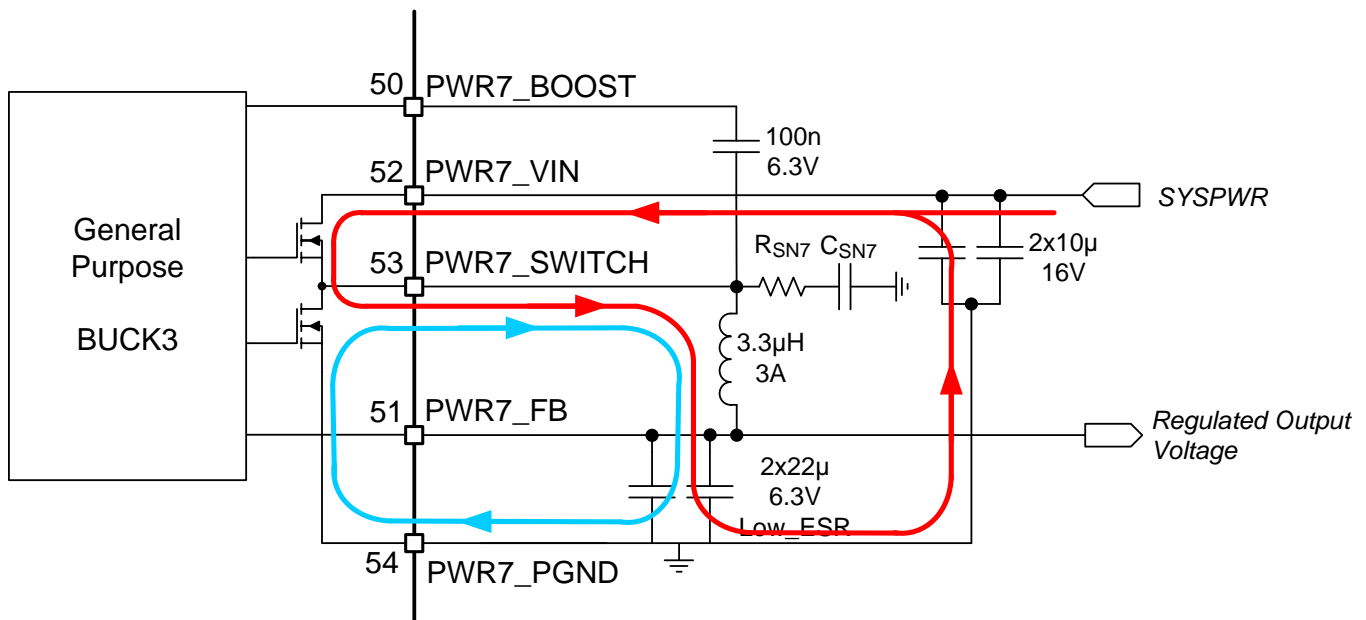 50 PWR7_BOOST
100n
6.3V
52 PWR7_VIN
SYSPWR
General
Purpose
BUCK3
53 PWR7_SWITCH
RSN7 CSN7
2x10µ
16V
3.3µH
3A
51 PWR7_FB
Regulated Output
Voltage
2x22µ
6.3V
Low_ESR
54 PWR7_PGND